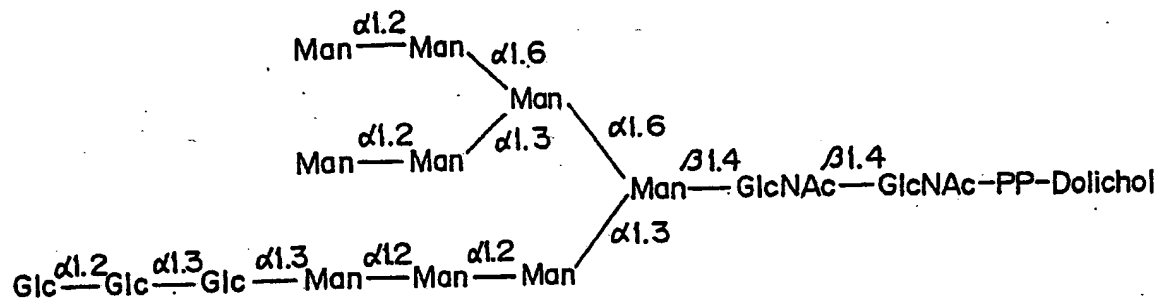 α1.2
Man—Man α1.6
Man
α1.2 α1.3 α1.6
Man—Man
β1.4 β1.4
Man—GlcNAc—GlcNAc—PP—Dolichol
α1.3
α1.2 α1.3 α1.3 α1.2 α1.2
Glc—Glc—Glc—Man—Man—Man